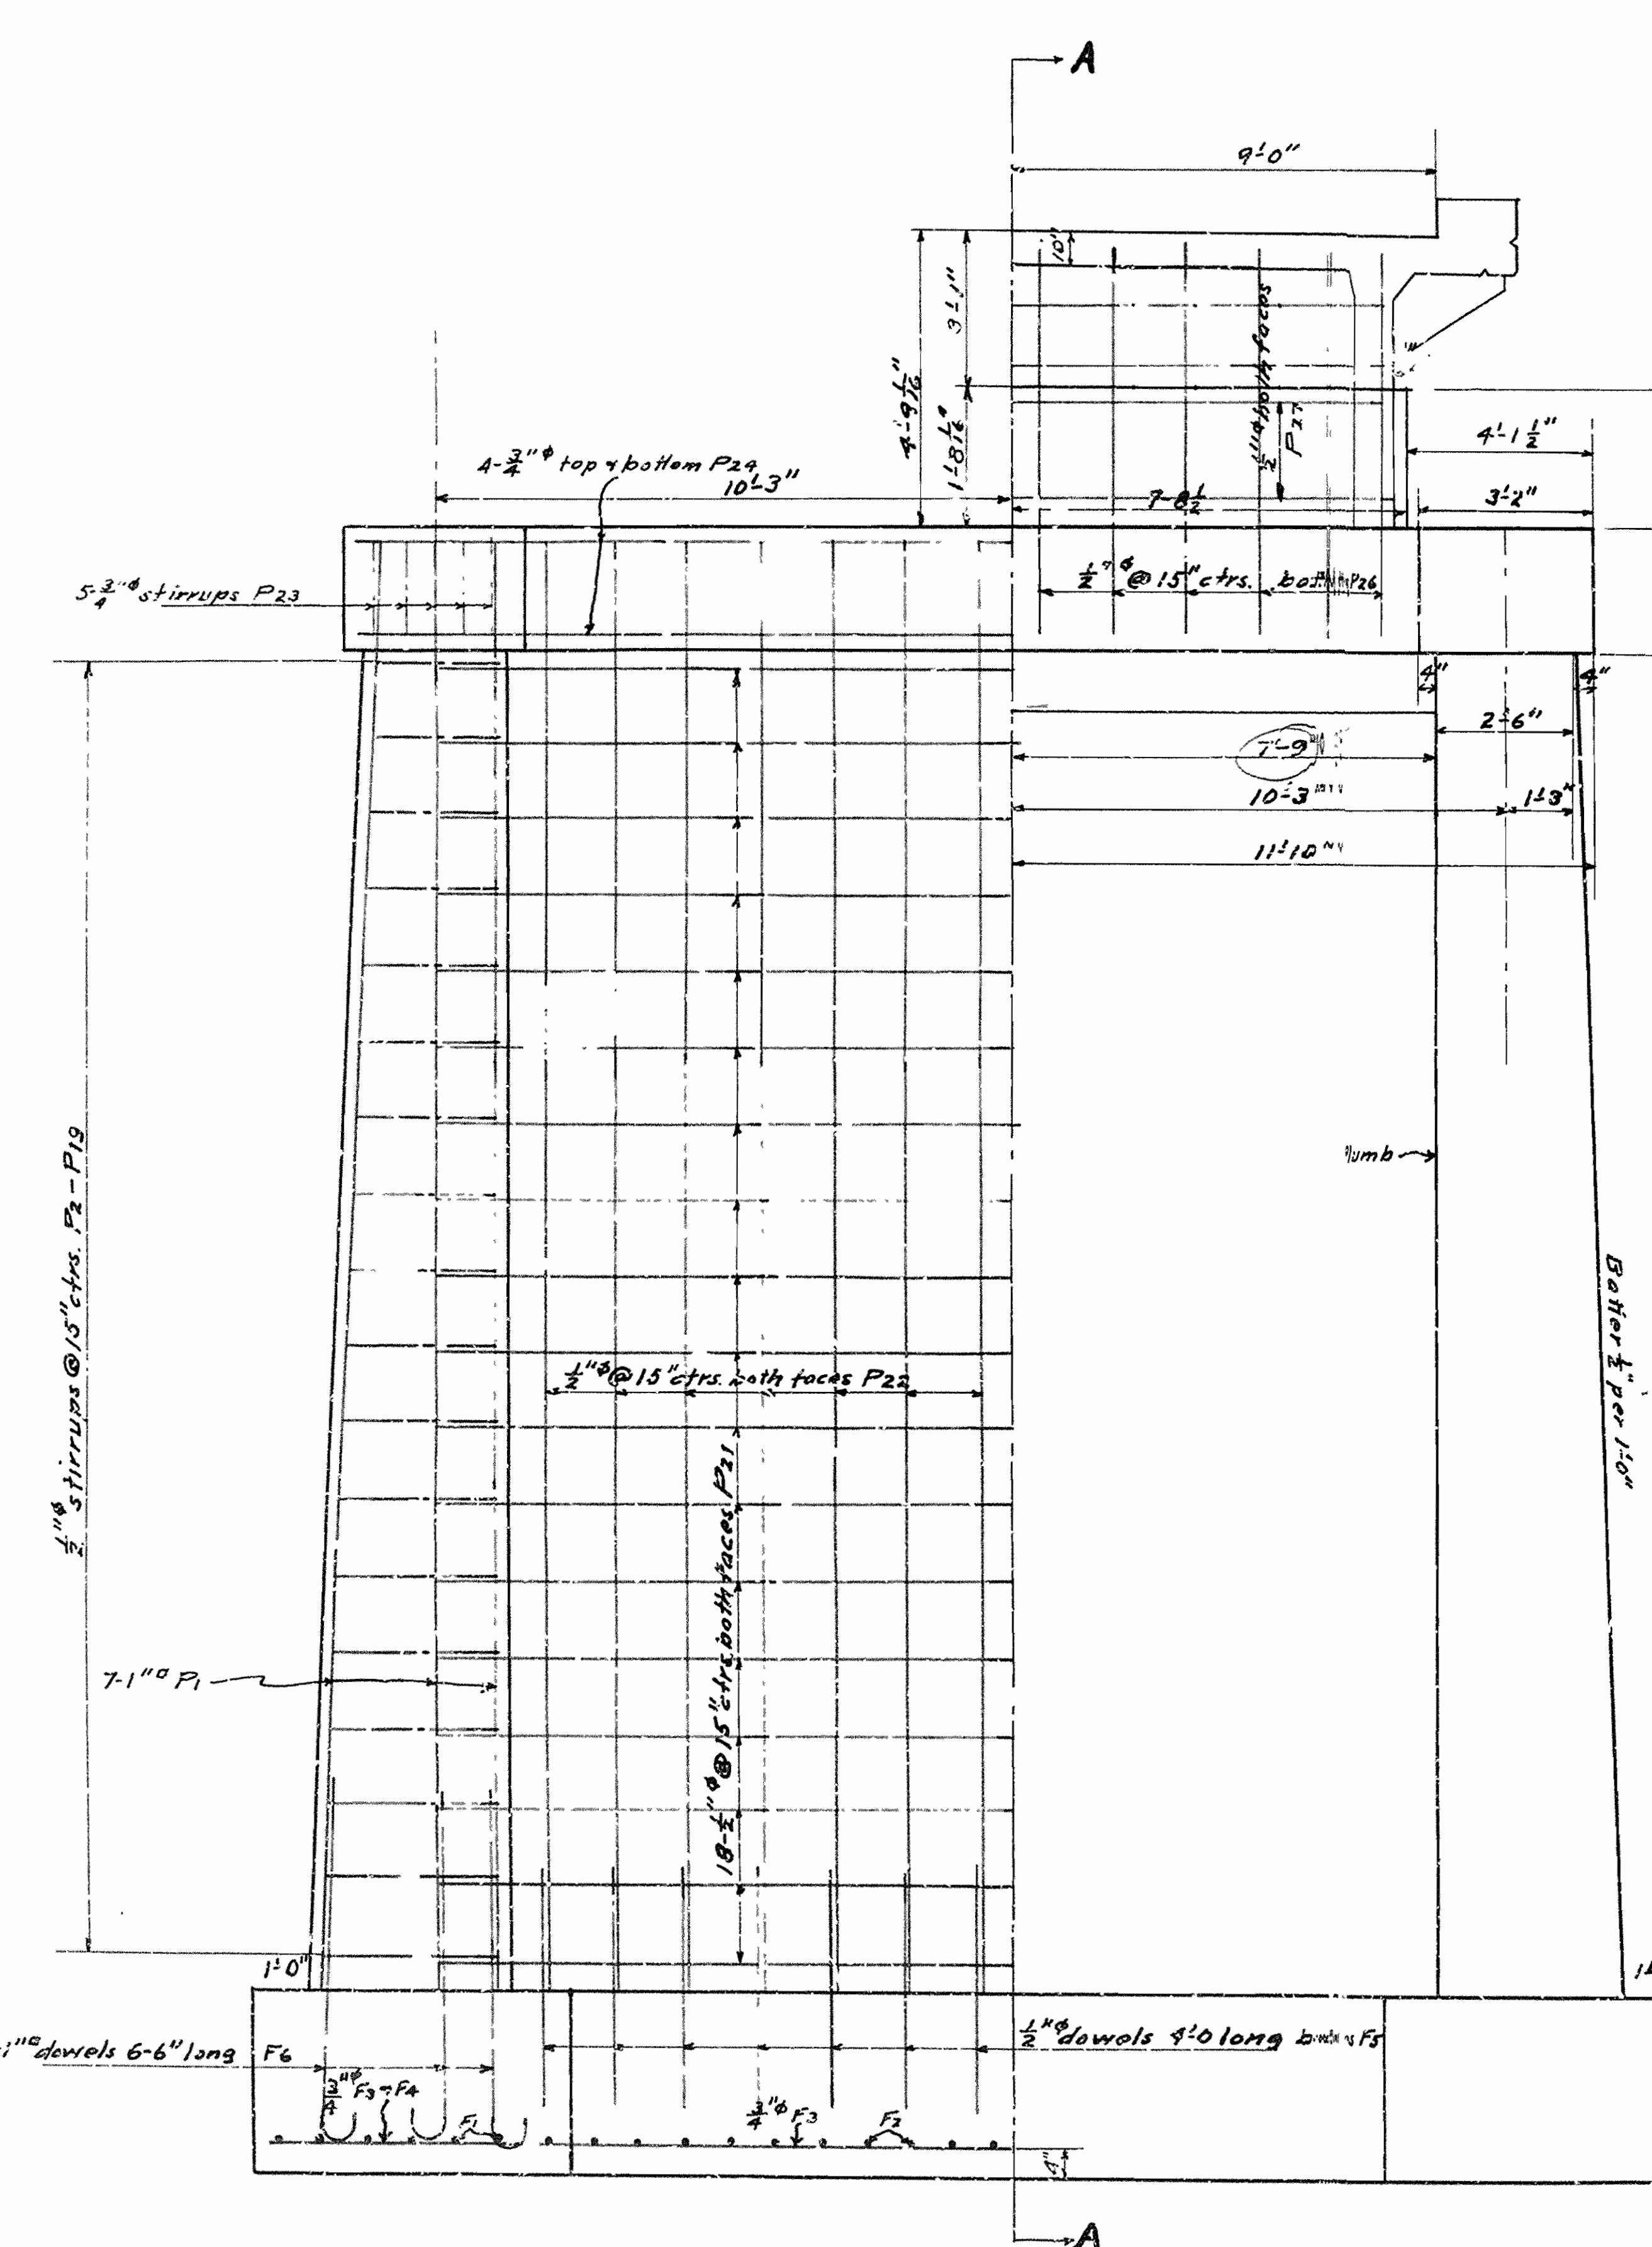 A
9'-0"
10"
3'-1"
4'-9 1/16"
1'-8 1/16"
1/2"φ both faces
P27
4'-1 1/2"
3'-2"
4-3/4"φ top & bottom P24
10'-3"
7-8 1/2
5-3/4"φ stirrups P23
1/2"φ @ 15" ctrs. P26
4"
4"
2'-6"
7'-9"
10'-3"
1'-3"
11'-10"
1/2"φ stirrups @ 15" ctrs. P2 - P19
Batter 1/2" per 1'-0"
1/2"φ @ 15" ctrs. both faces P22
18-1/2"φ @ 15" ctrs. both faces P21
7-1"□ P1
1'-0"
1"□ dowels 6-6" long F6
1/2"φ dowels 4'-0 long F5
3/4"φ F3 F4
F1
3/4"φ F3
F2
4"
A